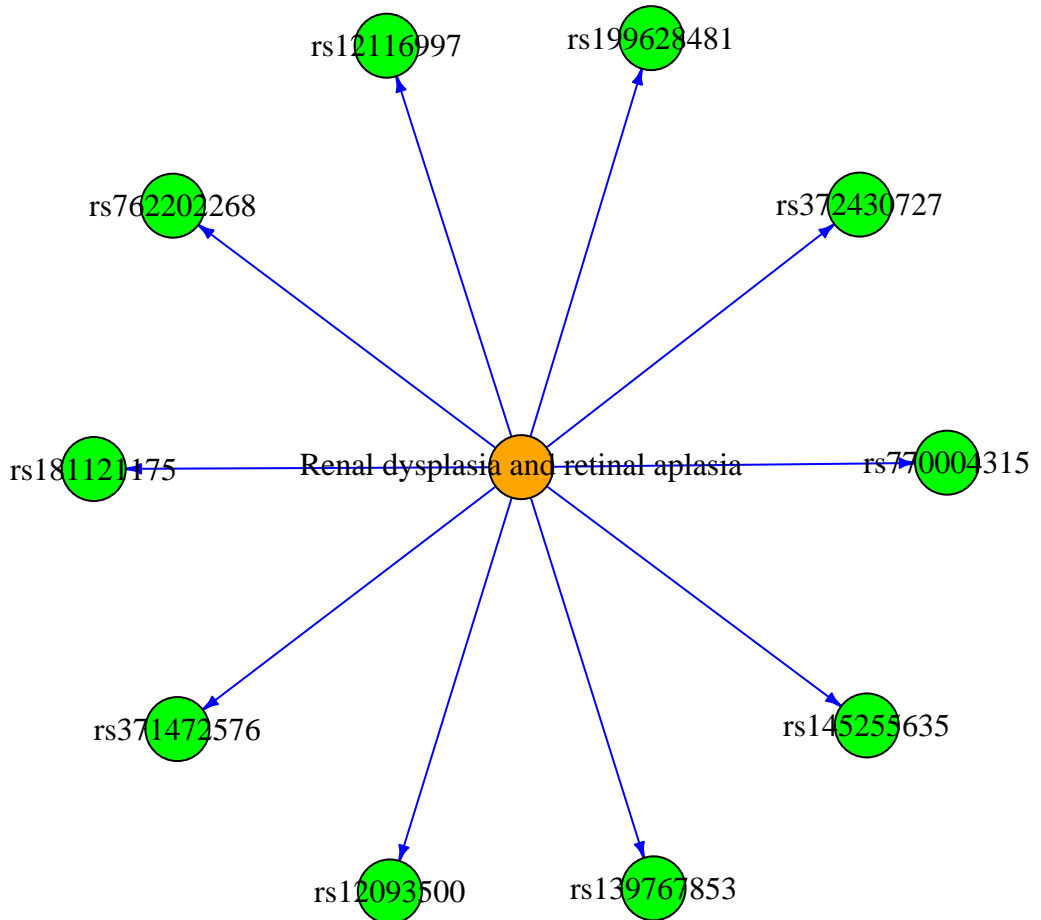 rs12116997
rs199628481
rs762202268
rs372430727
rs181121175
Renal dysplasia and retinal aplasia
rs770004315
rs371472576
rs145255635
rs12093500
rs139767853